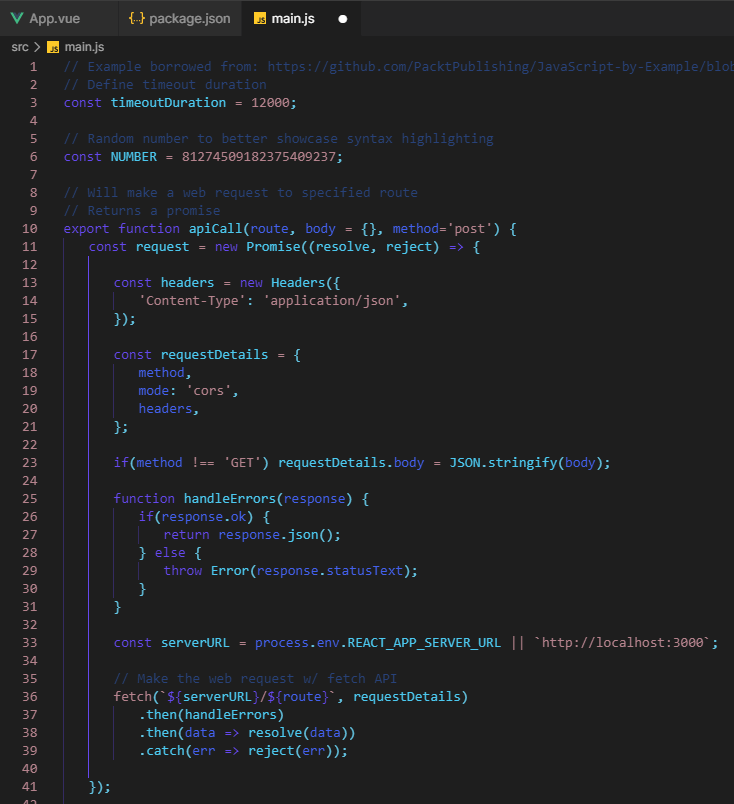 App.vue {..} package.json JS main.js
src > JS main.js
1 // Example borrowed from: https://github.com/PacktPublishing/JavaScript-by-Example/blob
2 // Define timeout duration
3 const timeoutDuration = 12000;
4
5 // Random number to better showcase syntax highlighting
6 const NUMBER = 81274509182375409237;
7
8 // Will make a web request to specified route
9 // Returns a promise
10 export function apiCall(route, body = {}, method='post') {
11 const request = new Promise((resolve, reject) => {
12
13 const headers = new Headers({
14 'Content-Type': 'application/json',
15 });
16
17 const requestDetails = {
18 method,
19 mode: 'cors',
20 headers,
21 };
22
23 if(method !== 'GET') requestDetails.body = JSON.stringify(body);
24
25 function handleErrors(response) {
26 if(response.ok) {
27 return response.json();
28 } else {
29 throw Error(response.statusText);
30 }
31 }
32
33 const serverURL = process.env.REACT_APP_SERVER_URL || `http://localhost:3000`;
34
35 // Make the web request w/ fetch API
36 fetch(`${serverURL}/${route}`, requestDetails)
37 .then(handleErrors)
38 .then(data => resolve(data))
39 .catch(err => reject(err));
40
41 });